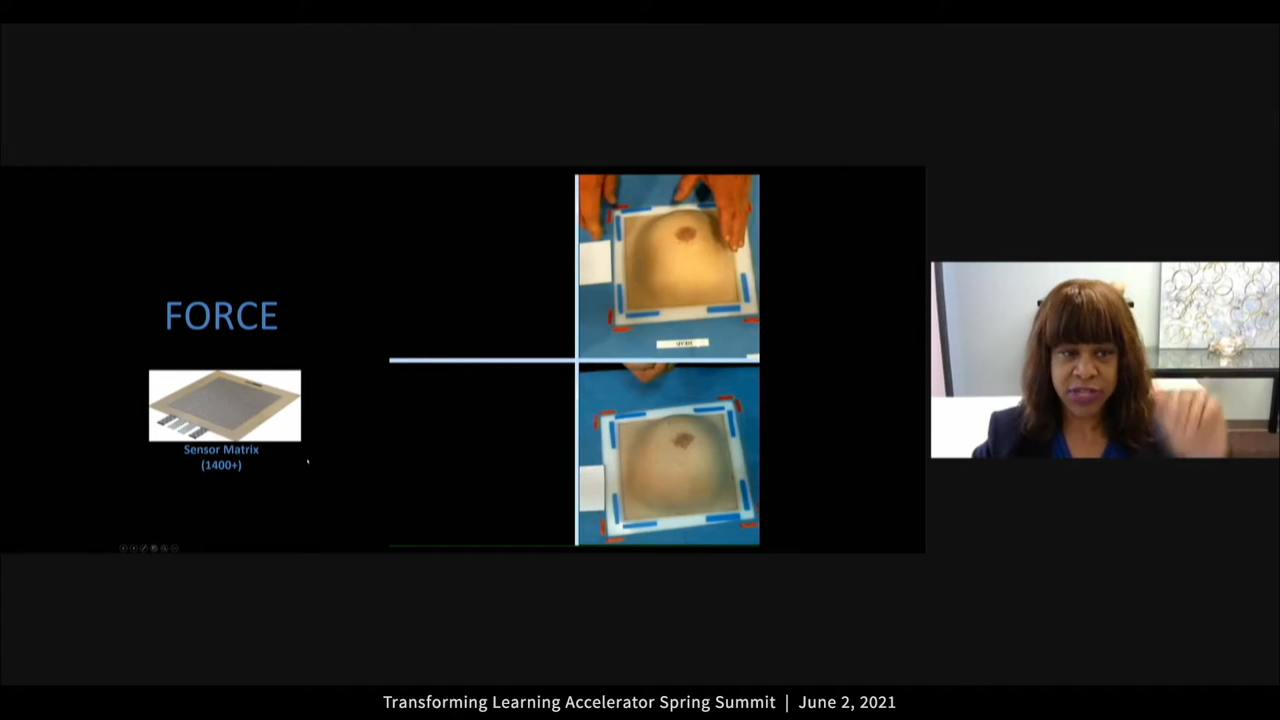 FORCE
Sensor Matrix
(1400+)
Transforming Learning Accelerator Spring Summit | June 2, 2021